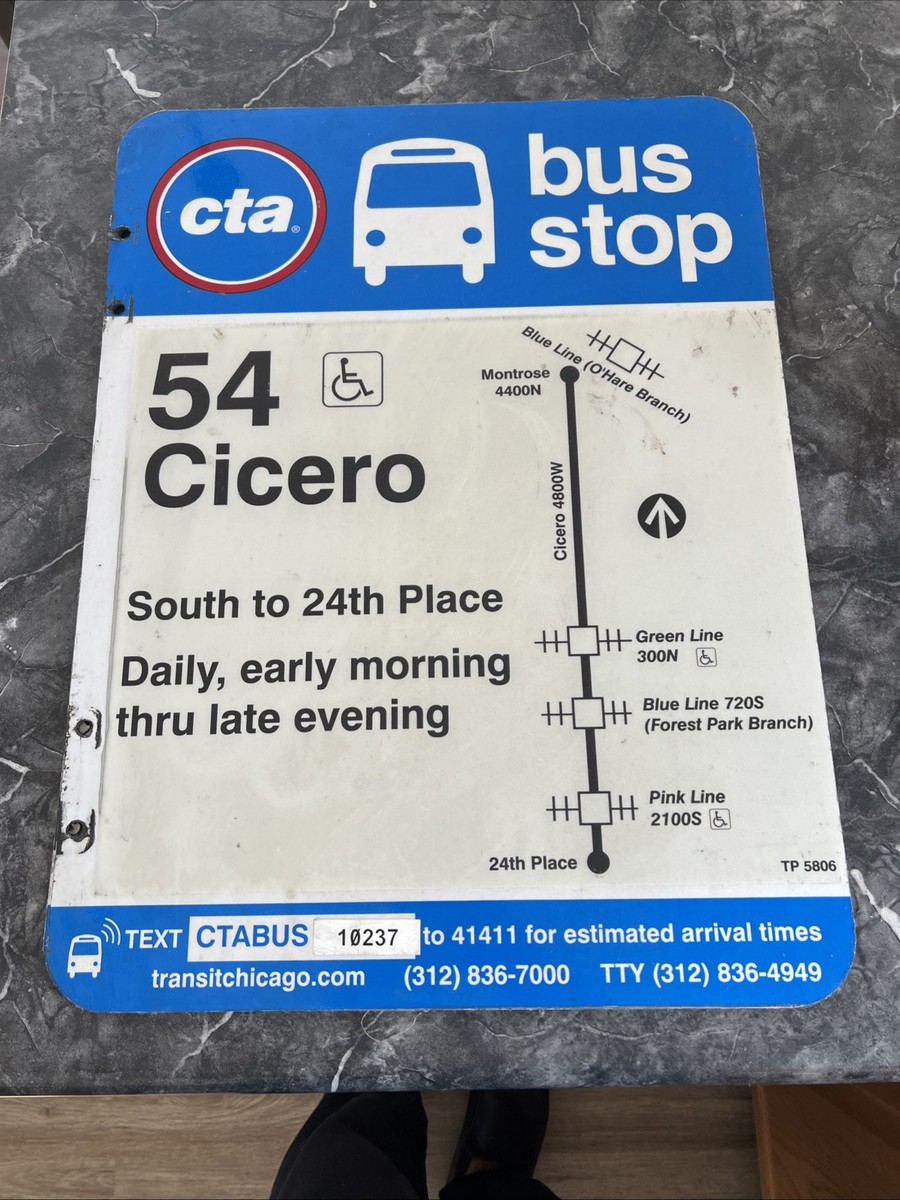 cta®
bus
stop
54
Cicero
South to 24th Place
Daily, early morning
thru late evening
Blue Line (O'Hare Branch)
Montrose
4400N
Cicero 4800W
Green Line
300N
Blue Line 720S
(Forest Park Branch)
Pink Line
2100S
24th Place
TP 5806
TEXT CTABUS 10237 to 41411 for estimated arrival times
transitchicago.com (312) 836-7000 TTY (312) 836-4949